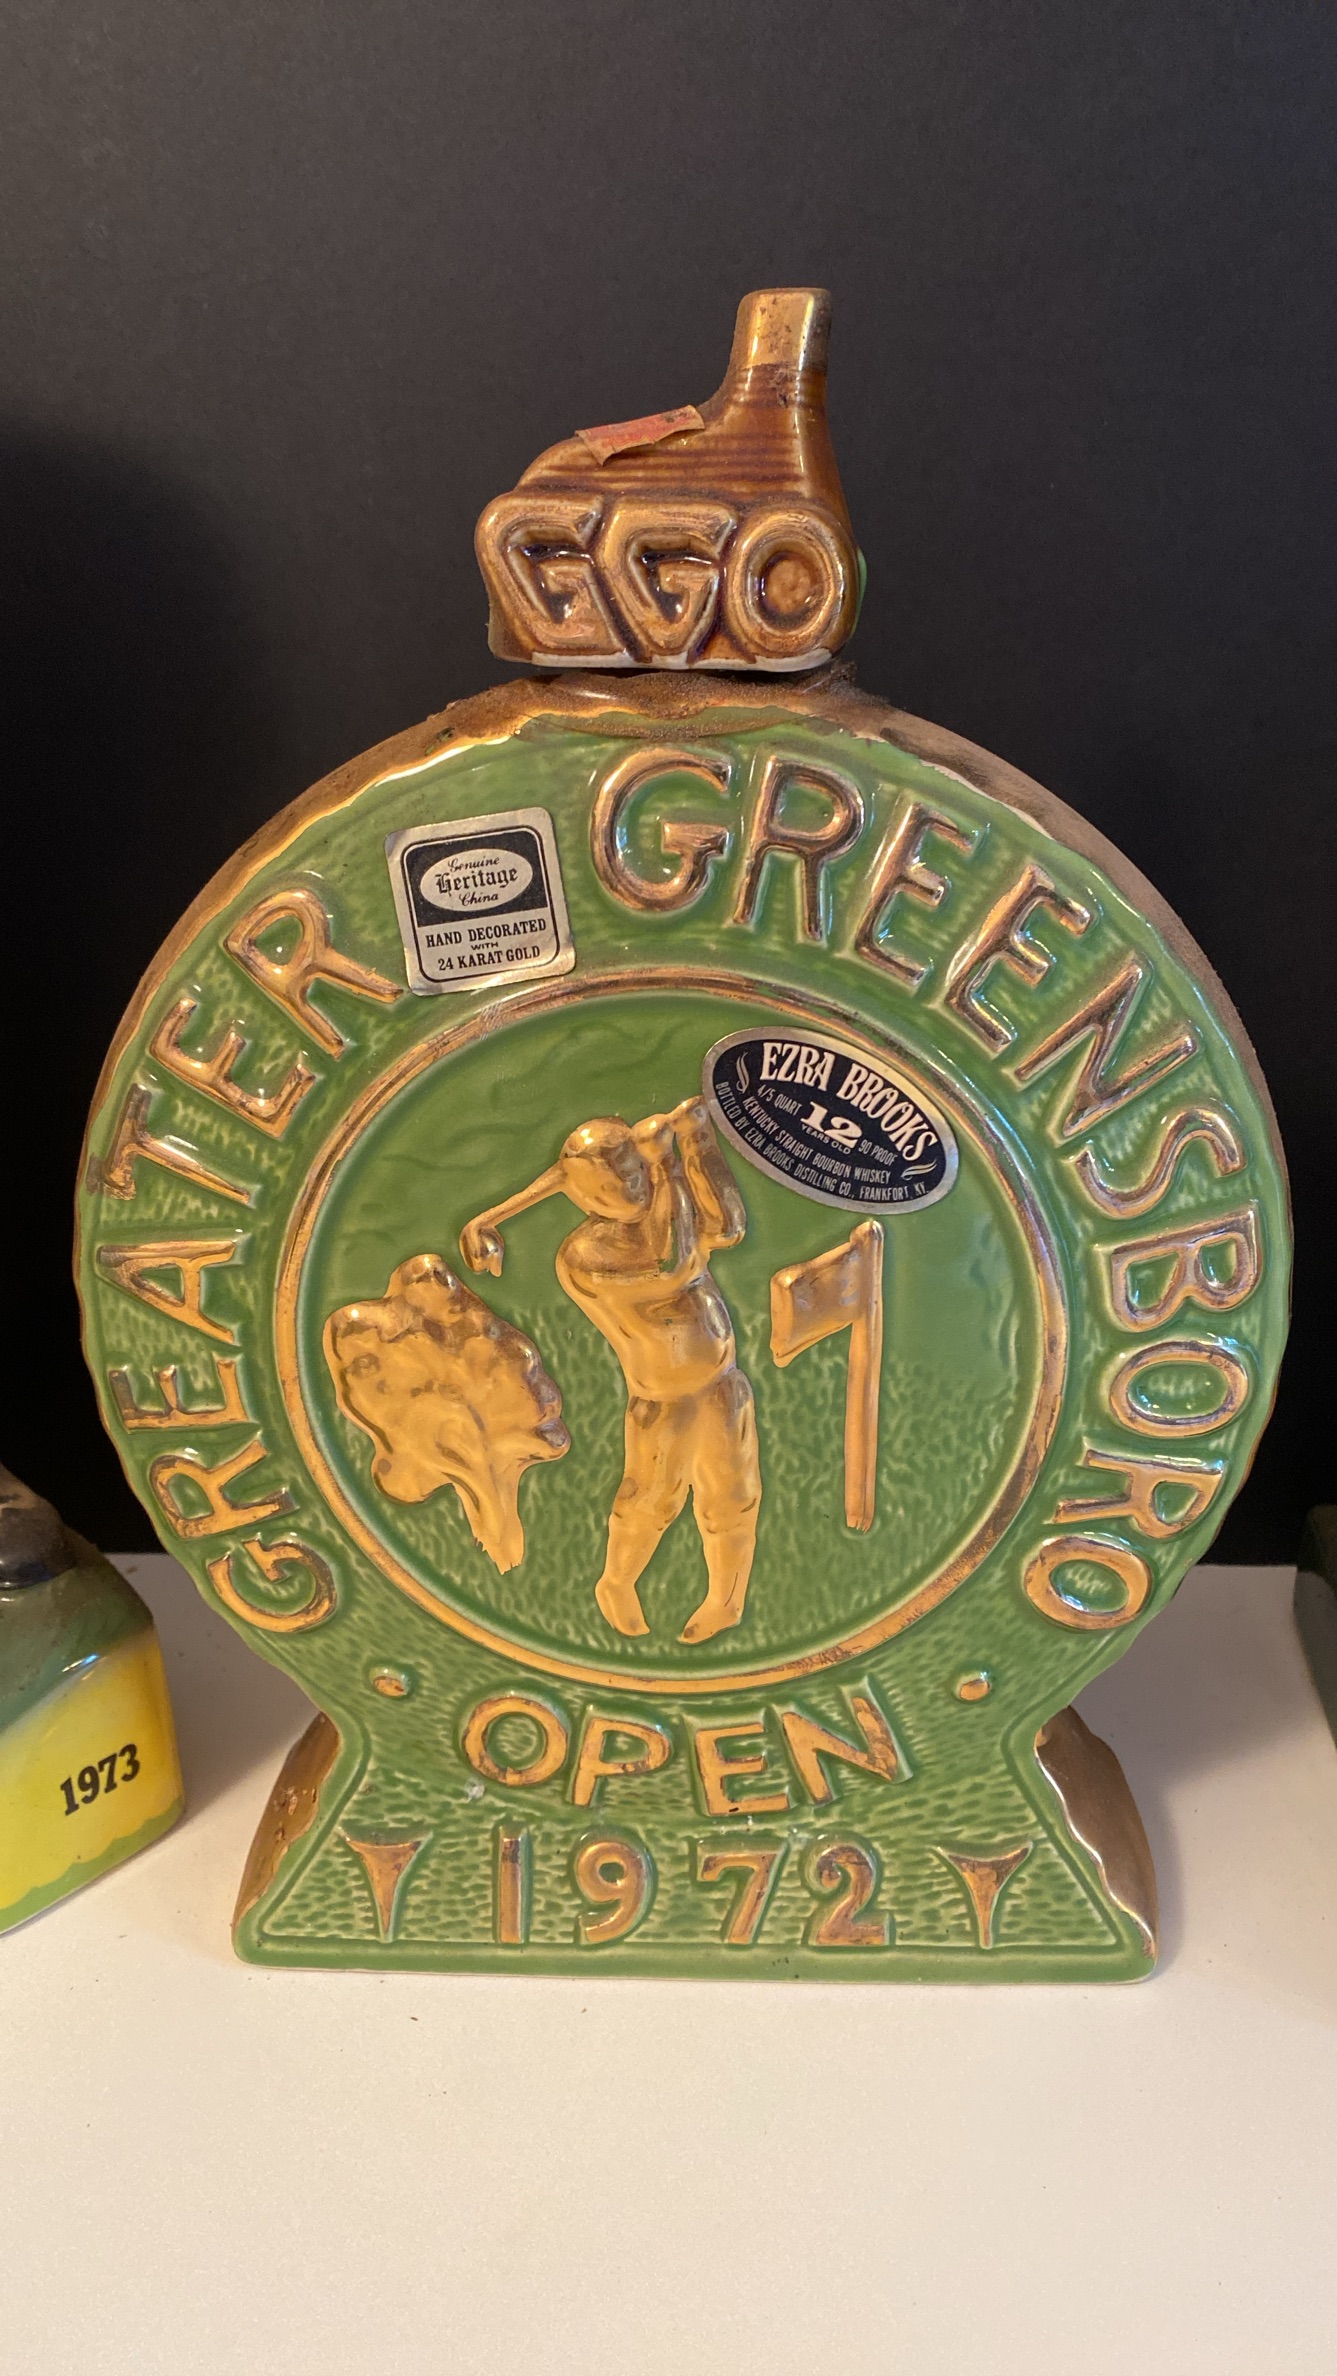 GGO
GREATER GREENSBORO
Genuine
Heritage
China
HAND DECORATED
WITH
24 KARAT GOLD
EZRA BROOKS
4/5 QUART 12 90 PROOF
YEARS OLD
KENTUCKY STRAIGHT BOURBON WHISKEY
BOTTLED BY EZRA BROOKS DISTILLING CO., FRANKFORT, KY.
• OPEN •
1972
1973